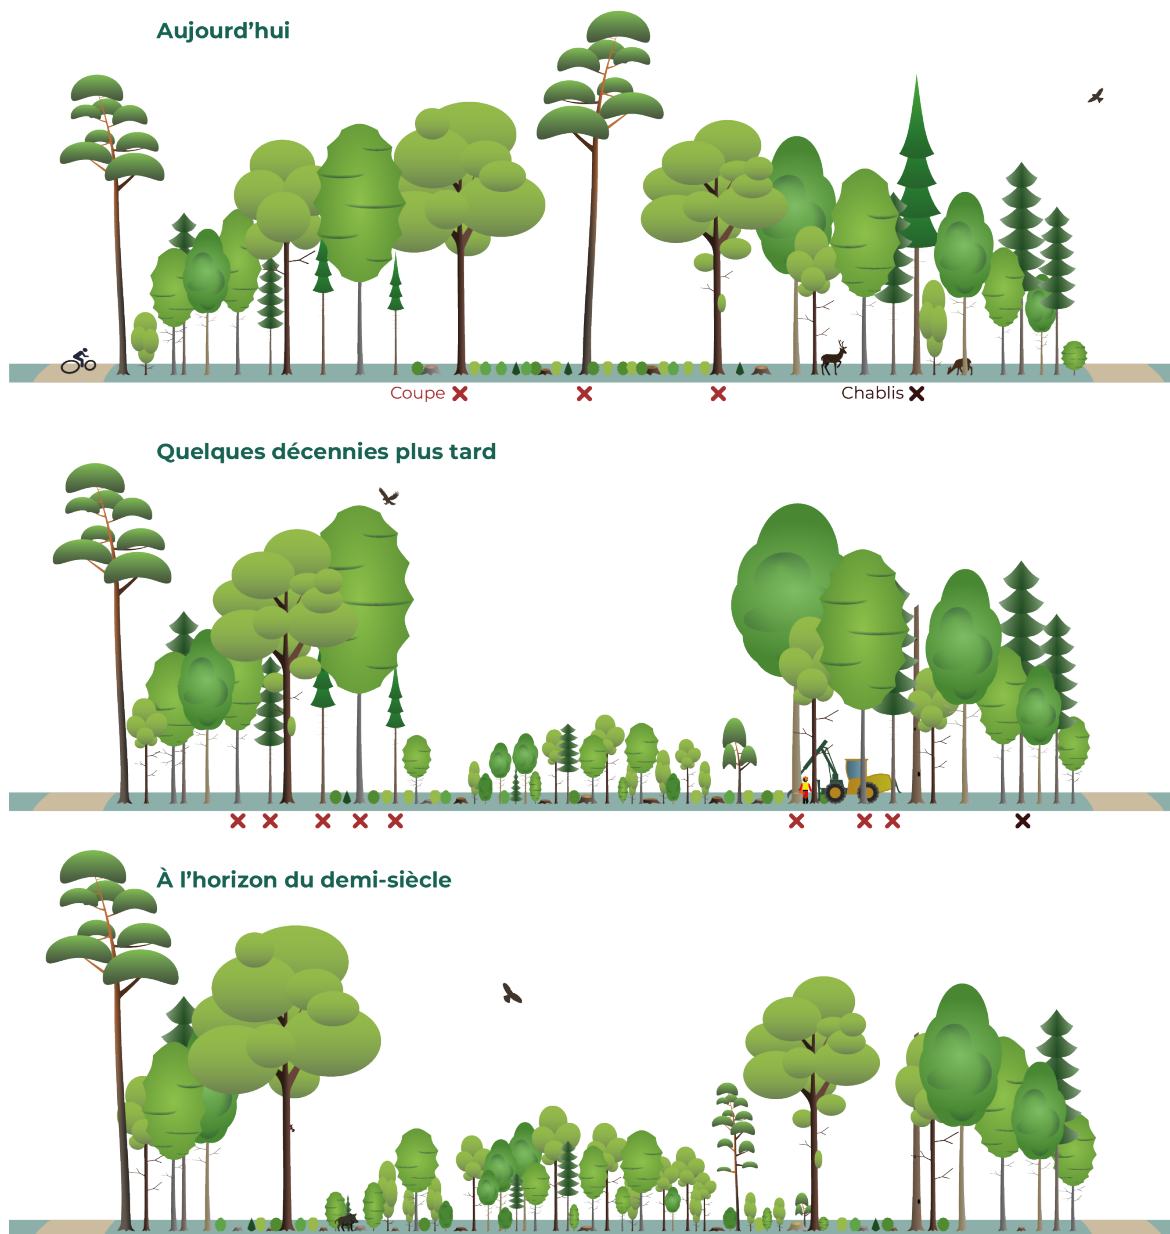 Aujourd’hui
Coupe
Chablis
Quelques décennies plus tard
À l’horizon du demi-siècle